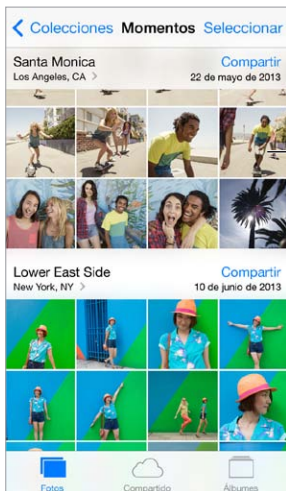 Colecciones Momentos Seleccionar
Santa Monica Compartir
Los Angeles, CA > 22 de mayo de 2013
Lower East Side Compartir
New York, NY > 10 de junio de 2013
Fotos Compartido Álbumes